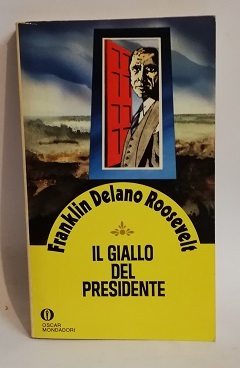 Franklin Delano Roosevelt
IL GIALLO
DEL
PRESIDENTE
OSCAR
MONDADORI